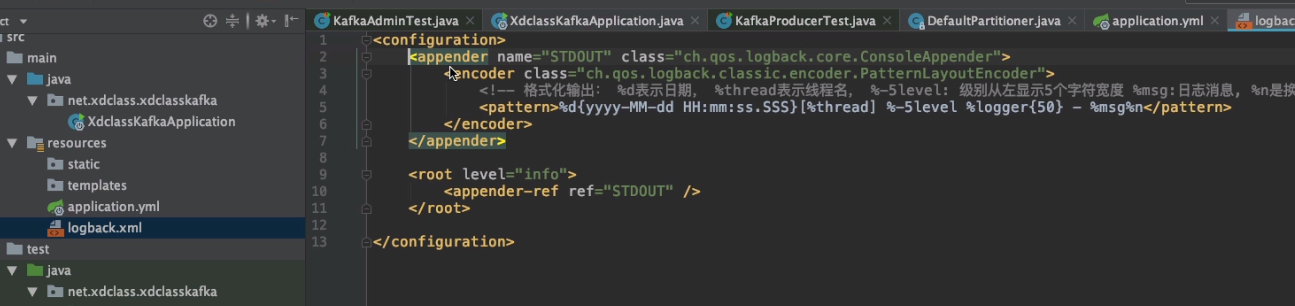 ct
KafkaAdminTest.java
XdclassKafkaApplication.java
KafkaProducerTest.java
DefaultPartitioner.java
application.yml
logbac
src
main
java
net.xdclass.xdclasskafka
XdclassKafkaApplication
resources
static
templates
application.yml
logback.xml
test
java
net.xdclass.xdclasskafka
1 <configuration>
2 <appender name="STDOUT" class="ch.qos.logback.core.ConsoleAppender">
3 <encoder class="ch.qos.logback.classic.encoder.PatternLayoutEncoder">
4 <!-- 格式化输出: %d表示日期, %thread表示线程名, %-5level: 级别从左显示5个字符宽度 %msg:日志消息, %n是换
5 <pattern>%d{yyyy-MM-dd HH:mm:ss.SSS}[%thread] %-5level %logger{50} - %msg%n</pattern>
6 </encoder>
7 </appender>
8
9 <root level="info">
10 <appender-ref ref="STDOUT" />
11 </root>
12
13 </configuration>